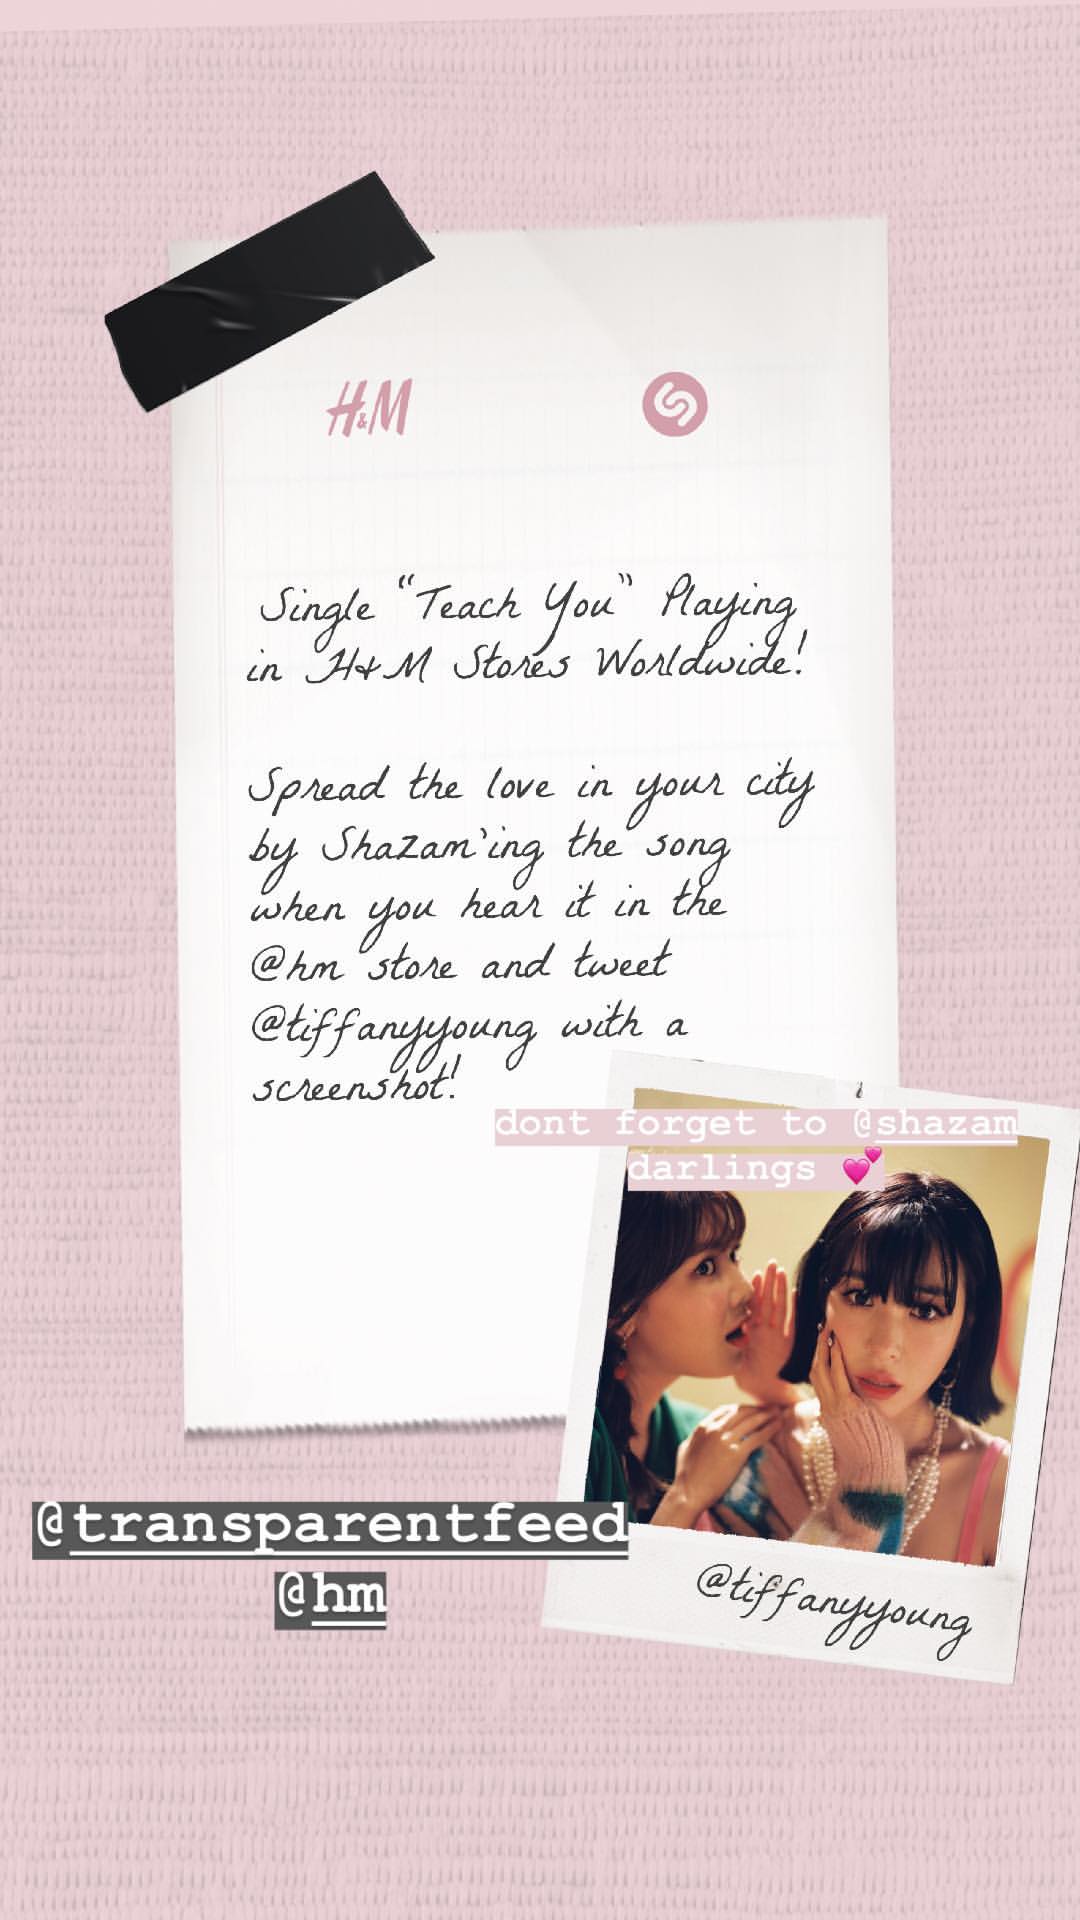 H&M
Single “Teach You” Playing
in H&M Stores Worldwide!
Spread the love in your city
by Shazam'ing the song
when you hear it in the
@hm store and tweet
@tiffanyyoung with a
screenshot!
dont forget to @shazam
darlings 💕
@transparentfeed
@hm
@tiffanyyoung